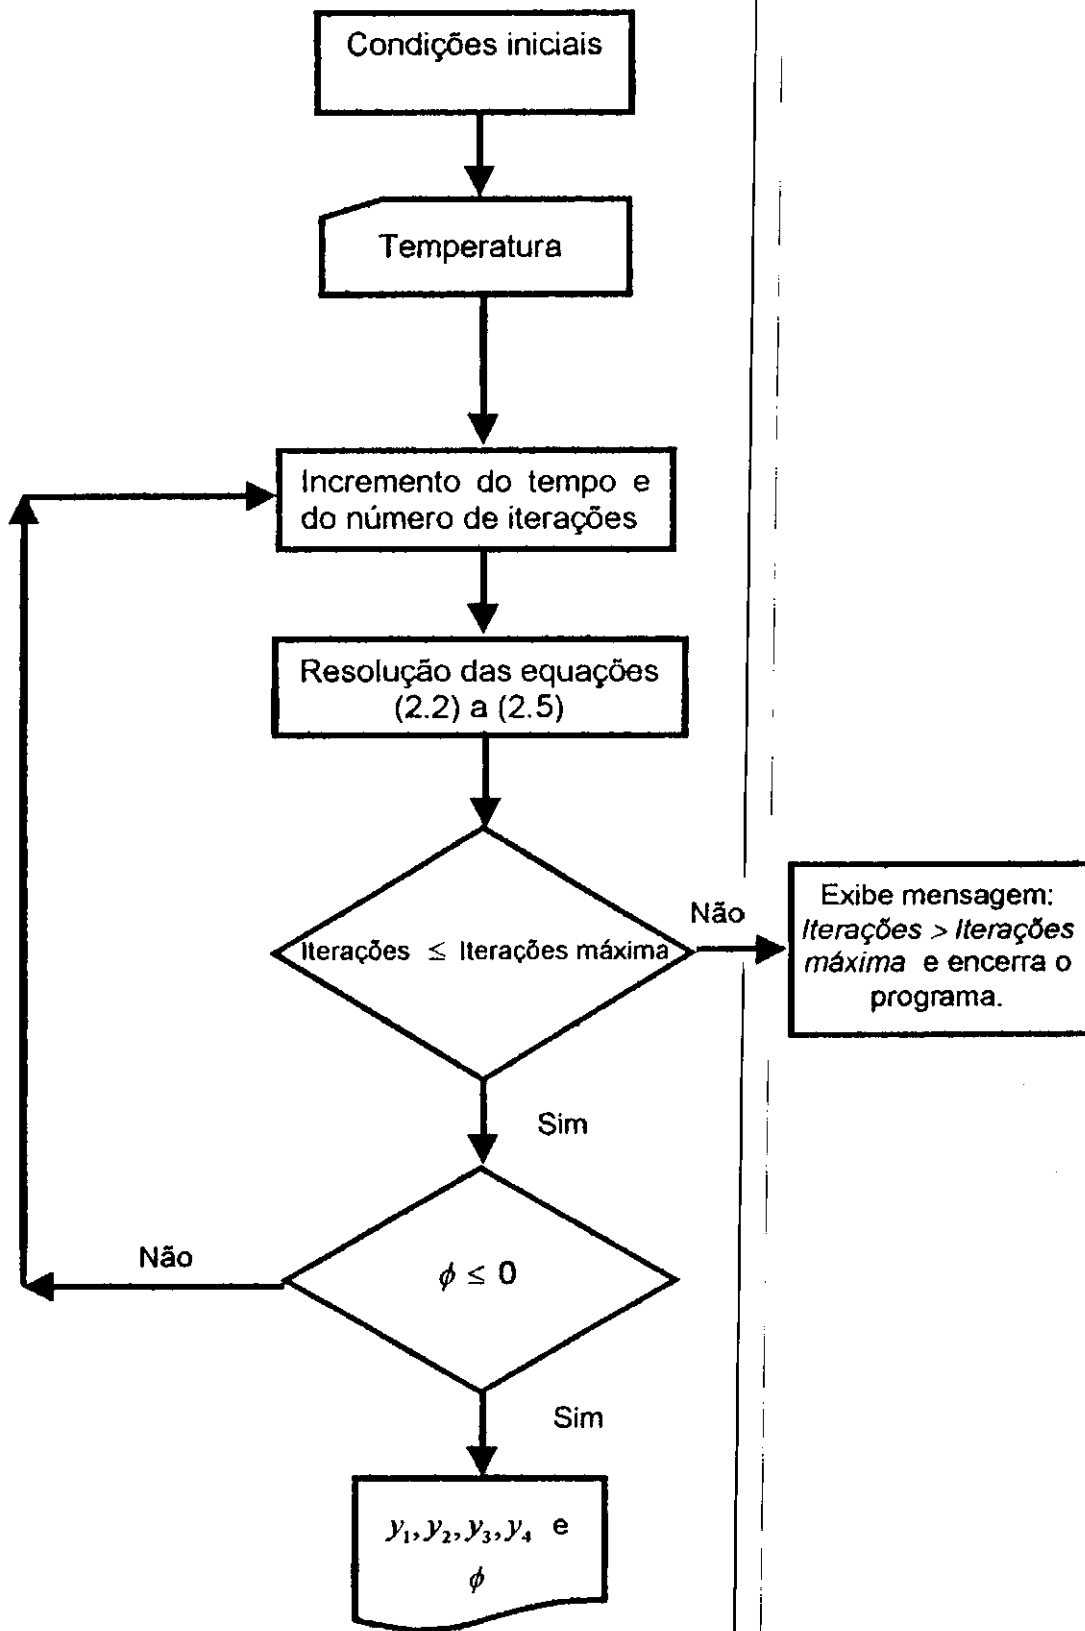 Condições iniciais
Temperatura
Incremento do tempo e
do número de iterações
Resolução das equações
(2.2) a (2.5)
Iterações ≤ Iterações máxima
Não
Exibe mensagem:
Iterações > Iterações
máxima e encerra o
programa.
Sim
Não
ϕ ≤ 0
Sim
y₁, y₂, y₃, y₄ e
ϕ